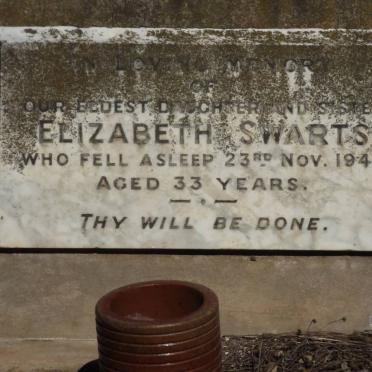 IN LOVING MEMORY
OF
OUR ELDEST DAUGHTER AND SISTE
ELIZABETH SWARTS
WHO FELL ASLEEP 23RD NOV. 194
AGED 33 YEARS.
THY WILL BE DONE.